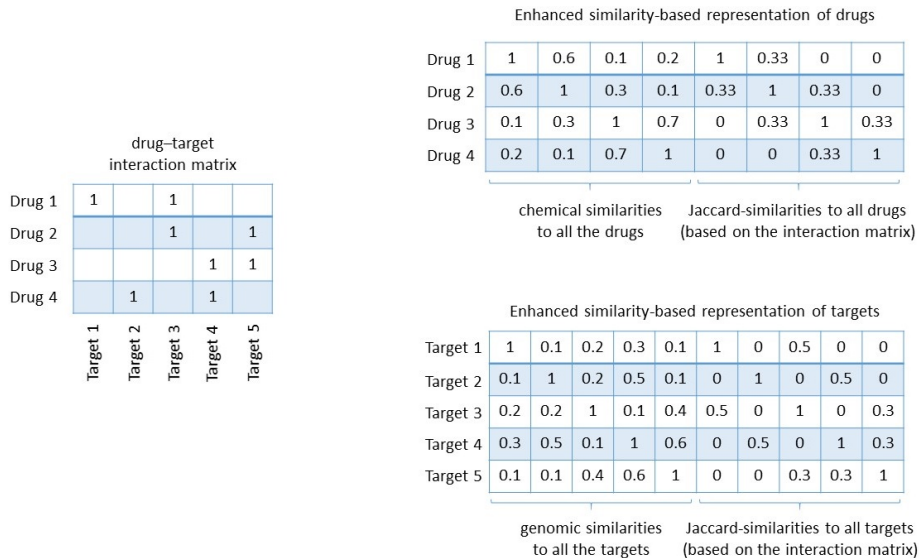 drug–target
interaction matrix
Drug 1 1 1
Drug 2 1 1
Drug 3 1 1
Drug 4 1 1
Target 1 Target 2 Target 3 Target 4 Target 5
Enhanced similarity-based representation of drugs
Drug 1 1 0.6 0.1 0.2 1 0.33 0 0
Drug 2 0.6 1 0.3 0.1 0.33 1 0.33 0
Drug 3 0.1 0.3 1 0.7 0 0.33 1 0.33
Drug 4 0.2 0.1 0.7 1 0 0 0.33 1
chemical similarities
to all the drugs
Jaccard-similarities to all drugs
(based on the interaction matrix)
Enhanced similarity-based representation of targets
Target 1 1 0.1 0.2 0.3 0.1 1 0 0.5 0 0
Target 2 0.1 1 0.2 0.5 0.1 0 1 0 0.5 0
Target 3 0.2 0.2 1 0.1 0.4 0.5 0 1 0 0.3
Target 4 0.3 0.5 0.1 1 0.6 0 0.5 0 1 0.3
Target 5 0.1 0.1 0.4 0.6 1 0 0 0.3 0.3 1
genomic similarities
to all the targets
Jaccard-similarities to all targets
(based on the interaction matrix)